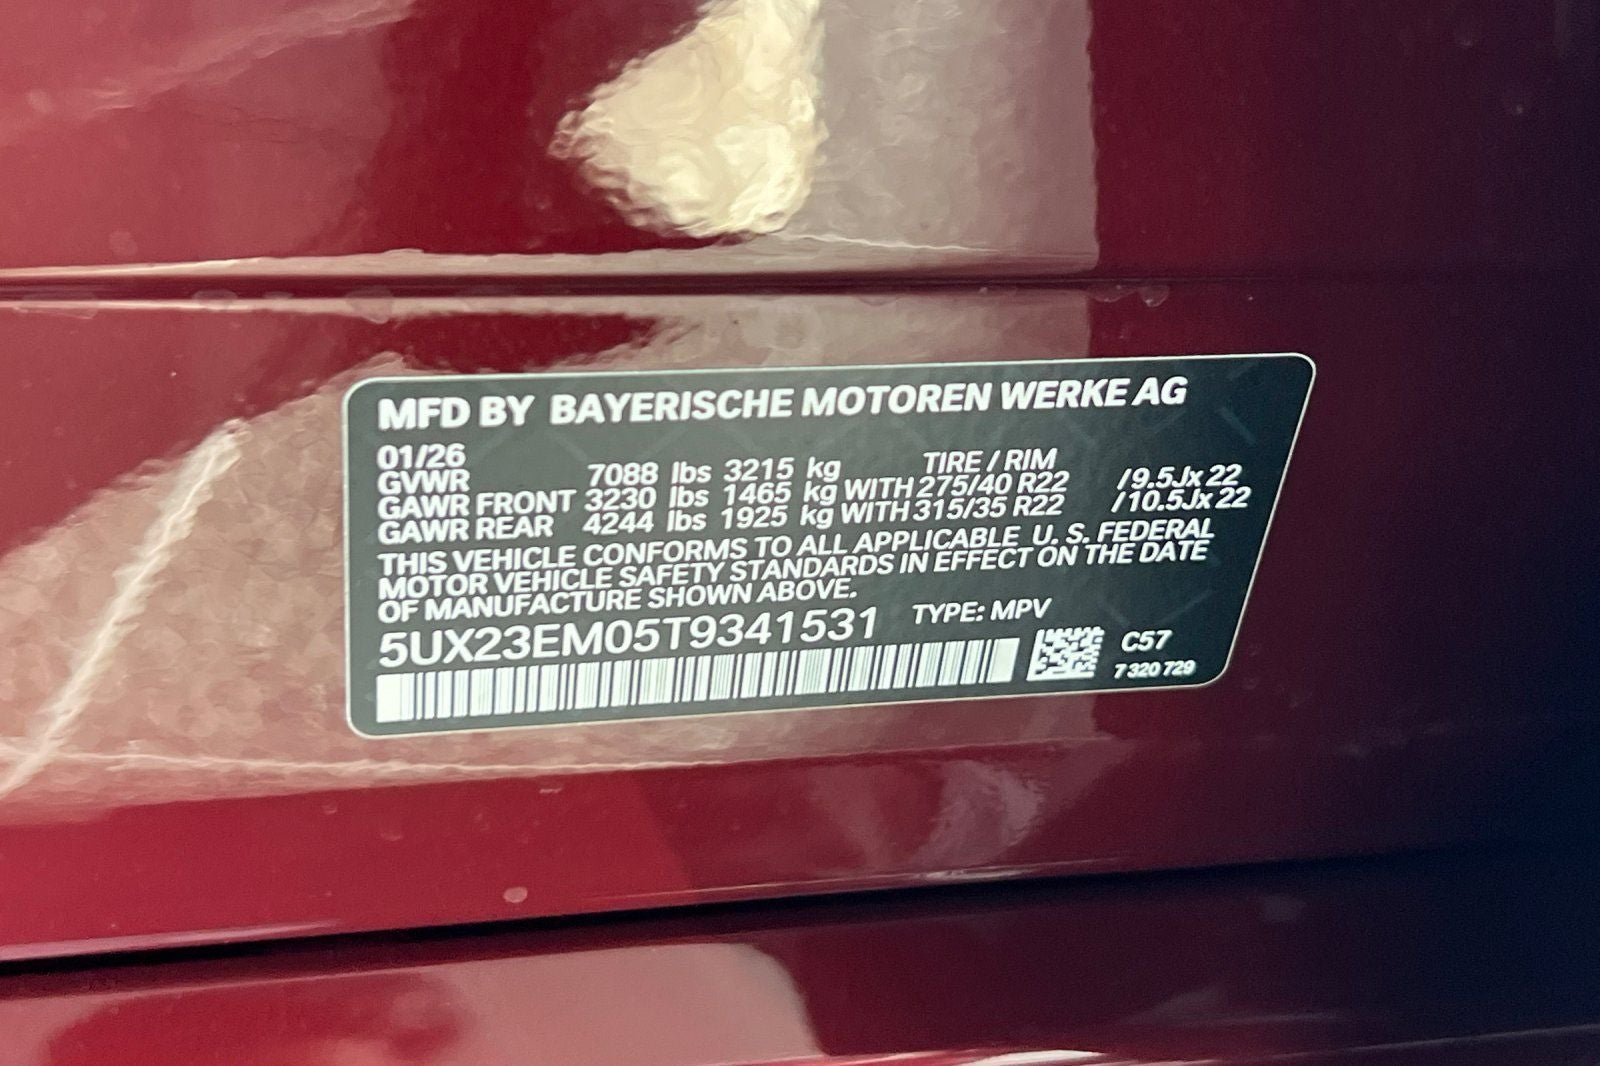 MFD BY BAYERISCHE MOTOREN WERKE AG
01/26 TIRE / RIM
GVWR 7088 lbs 3215 kg
GAWR FRONT 3230 lbs 1465 kg WITH 275/40 R22 /9.5Jx 22
GAWR REAR 4244 lbs 1925 kg WITH 315/35 R22 /10.5Jx 22
THIS VEHICLE CONFORMS TO ALL APPLICABLE U. S. FEDERAL
MOTOR VEHICLE SAFETY STANDARDS IN EFFECT ON THE DATE
OF MANUFACTURE SHOWN ABOVE.
5UX23EM05T9341531 TYPE: MPV
C57
7 320 729